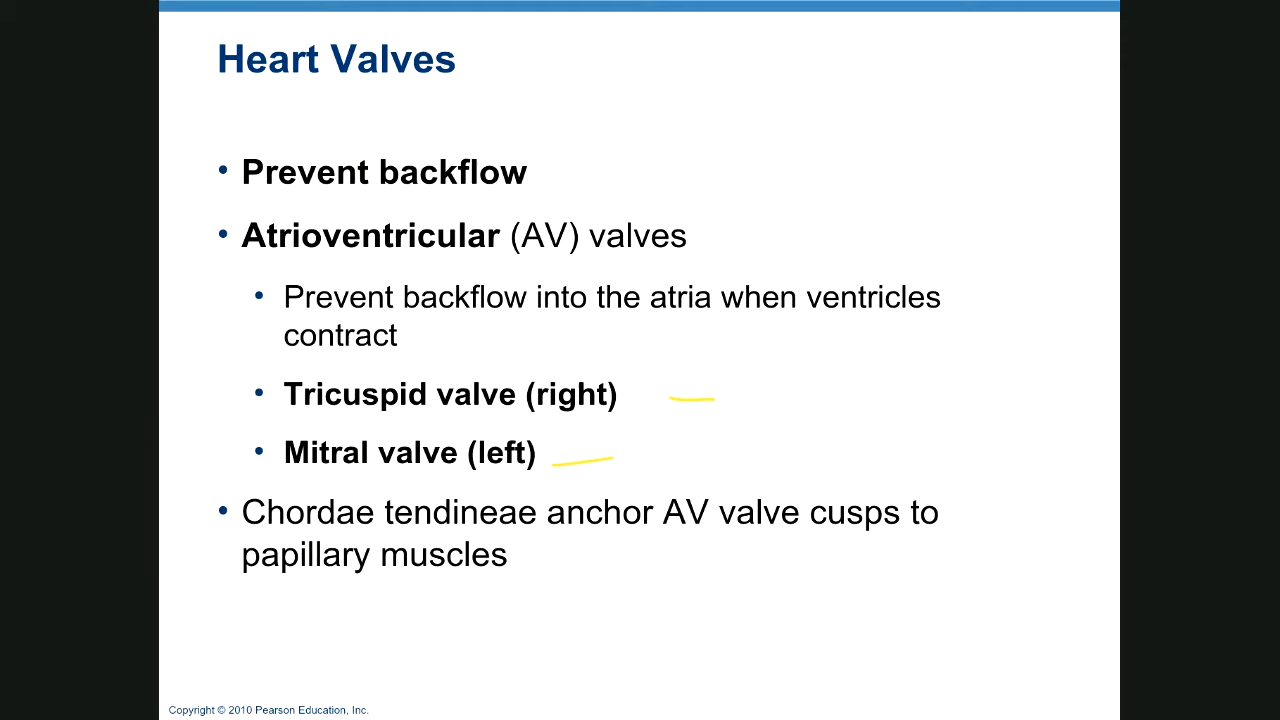 Heart Valves
• Prevent backflow
• Atrioventricular (AV) valves
• Prevent backflow into the atria when ventricles
contract
• Tricuspid valve (right)
• Mitral valve (left)
• Chordae tendineae anchor AV valve cusps to
papillary muscles
Copyright © 2010 Pearson Education, Inc.